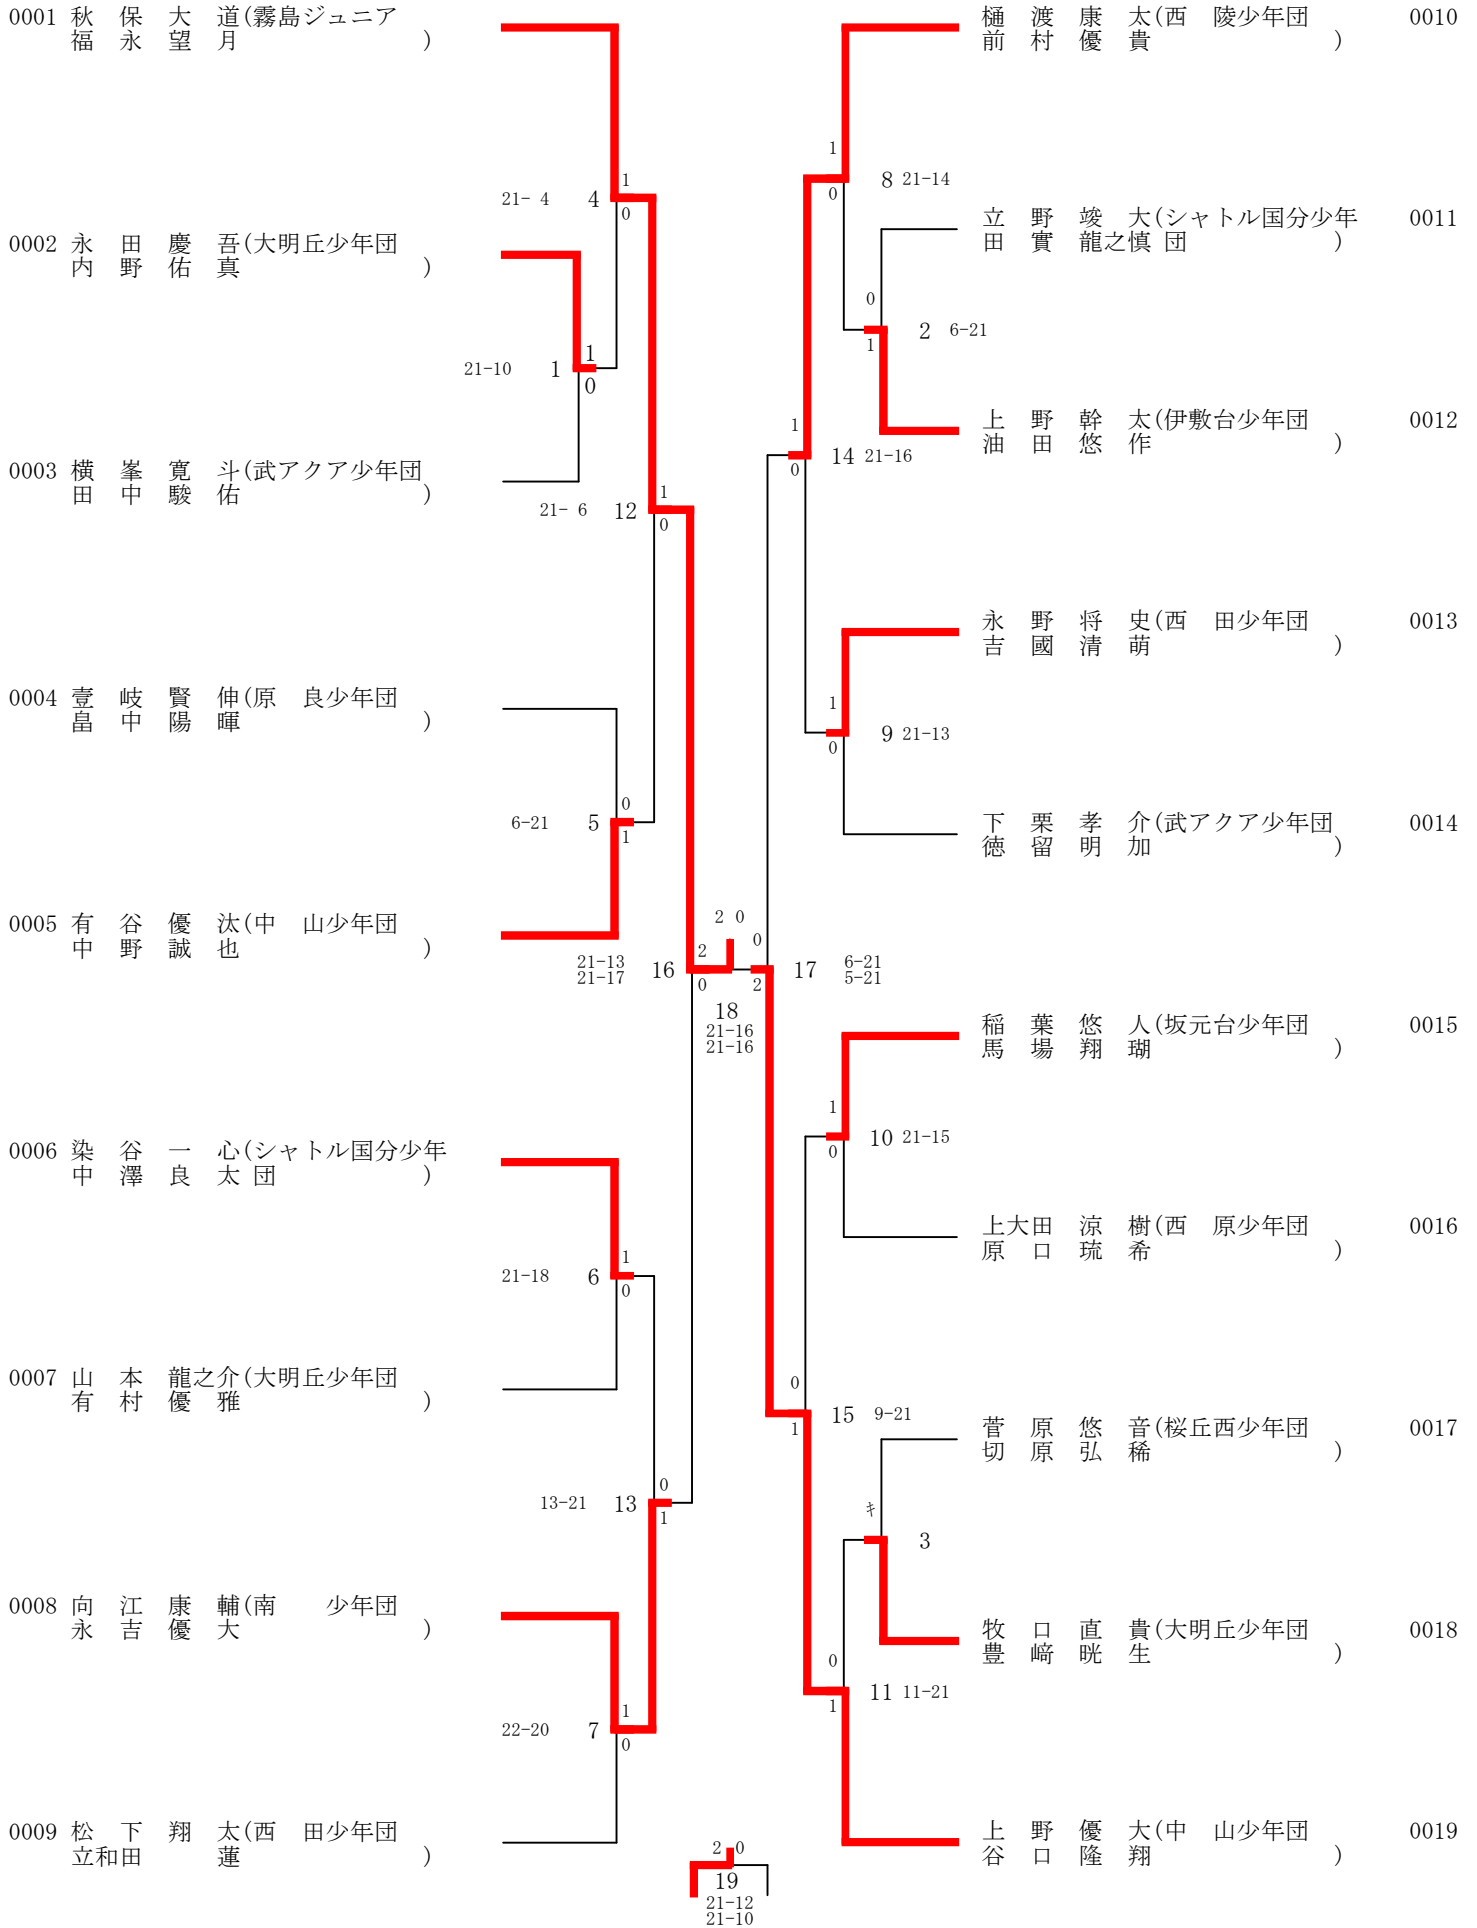 0001 秋 保 大 道(霧島ジュニア
福 永 望 月 )
21- 4 4 1
0
0002 永 田 慶 吾(大明丘少年団
内 野 佑 真 )
21-10 1 1
0
0003 横 峯 寛 斗(武アクア少年団
田 中 駿 佑 )
21- 6 12 1
0
0004 壹 岐 賢 伸(原 良少年団
畠 中 陽 暉 )
6-21 5 0
1
0005 有 谷 優 汰(中 山少年団
中 野 誠 也 )
21-13
21-17 16 2
0
0006 染 谷 一 心(シャトル国分少年
中 澤 良 太 団 )
21-18 6 1
0
0007 山 本 龍之介(大明丘少年団
有 村 優 雅 )
13-21 13 0
1
0008 向 江 康 輔(南 少年団
永 吉 優 大 )
22-20 7 1
0
0009 松 下 翔 太(西 田少年団
立和田 蓮 )
2 0
18
21-16
21-16
2 0
19
21-12
21-10
樋 渡 康 太(西 陵少年団 0010
前 村 優 貴 )
1
0 8 21-14
立 野 竣 大(シャトル国分少年 0011
田 實 龍之慎 団 )
0
1 2 6-21
上 野 幹 太(伊敷台少年団 0012
油 田 悠 作 )
1
0 14 21-16
永 野 将 史(西 田少年団 0013
吉 國 清 萌 )
1
0 9 21-13
下 栗 孝 介(武アクア少年団 0014
徳 留 明 加 )
0
2 17 6-21
5-21
稲 葉 悠 人(坂元台少年団 0015
馬 場 翔 瑚 )
1
0 10 21-15
上大田 涼 樹(西 原少年団 0016
原 口 琉 希 )
0
1 15 9-21
菅 原 悠 音(桜丘西少年団 0017
切 原 弘 稀 )
キ
3
牧 口 直 貴(大明丘少年団 0018
豊 﨑 晄 生 )
0
1 11 11-21
上 野 優 大(中 山少年団 0019
谷 口 隆 翔 )